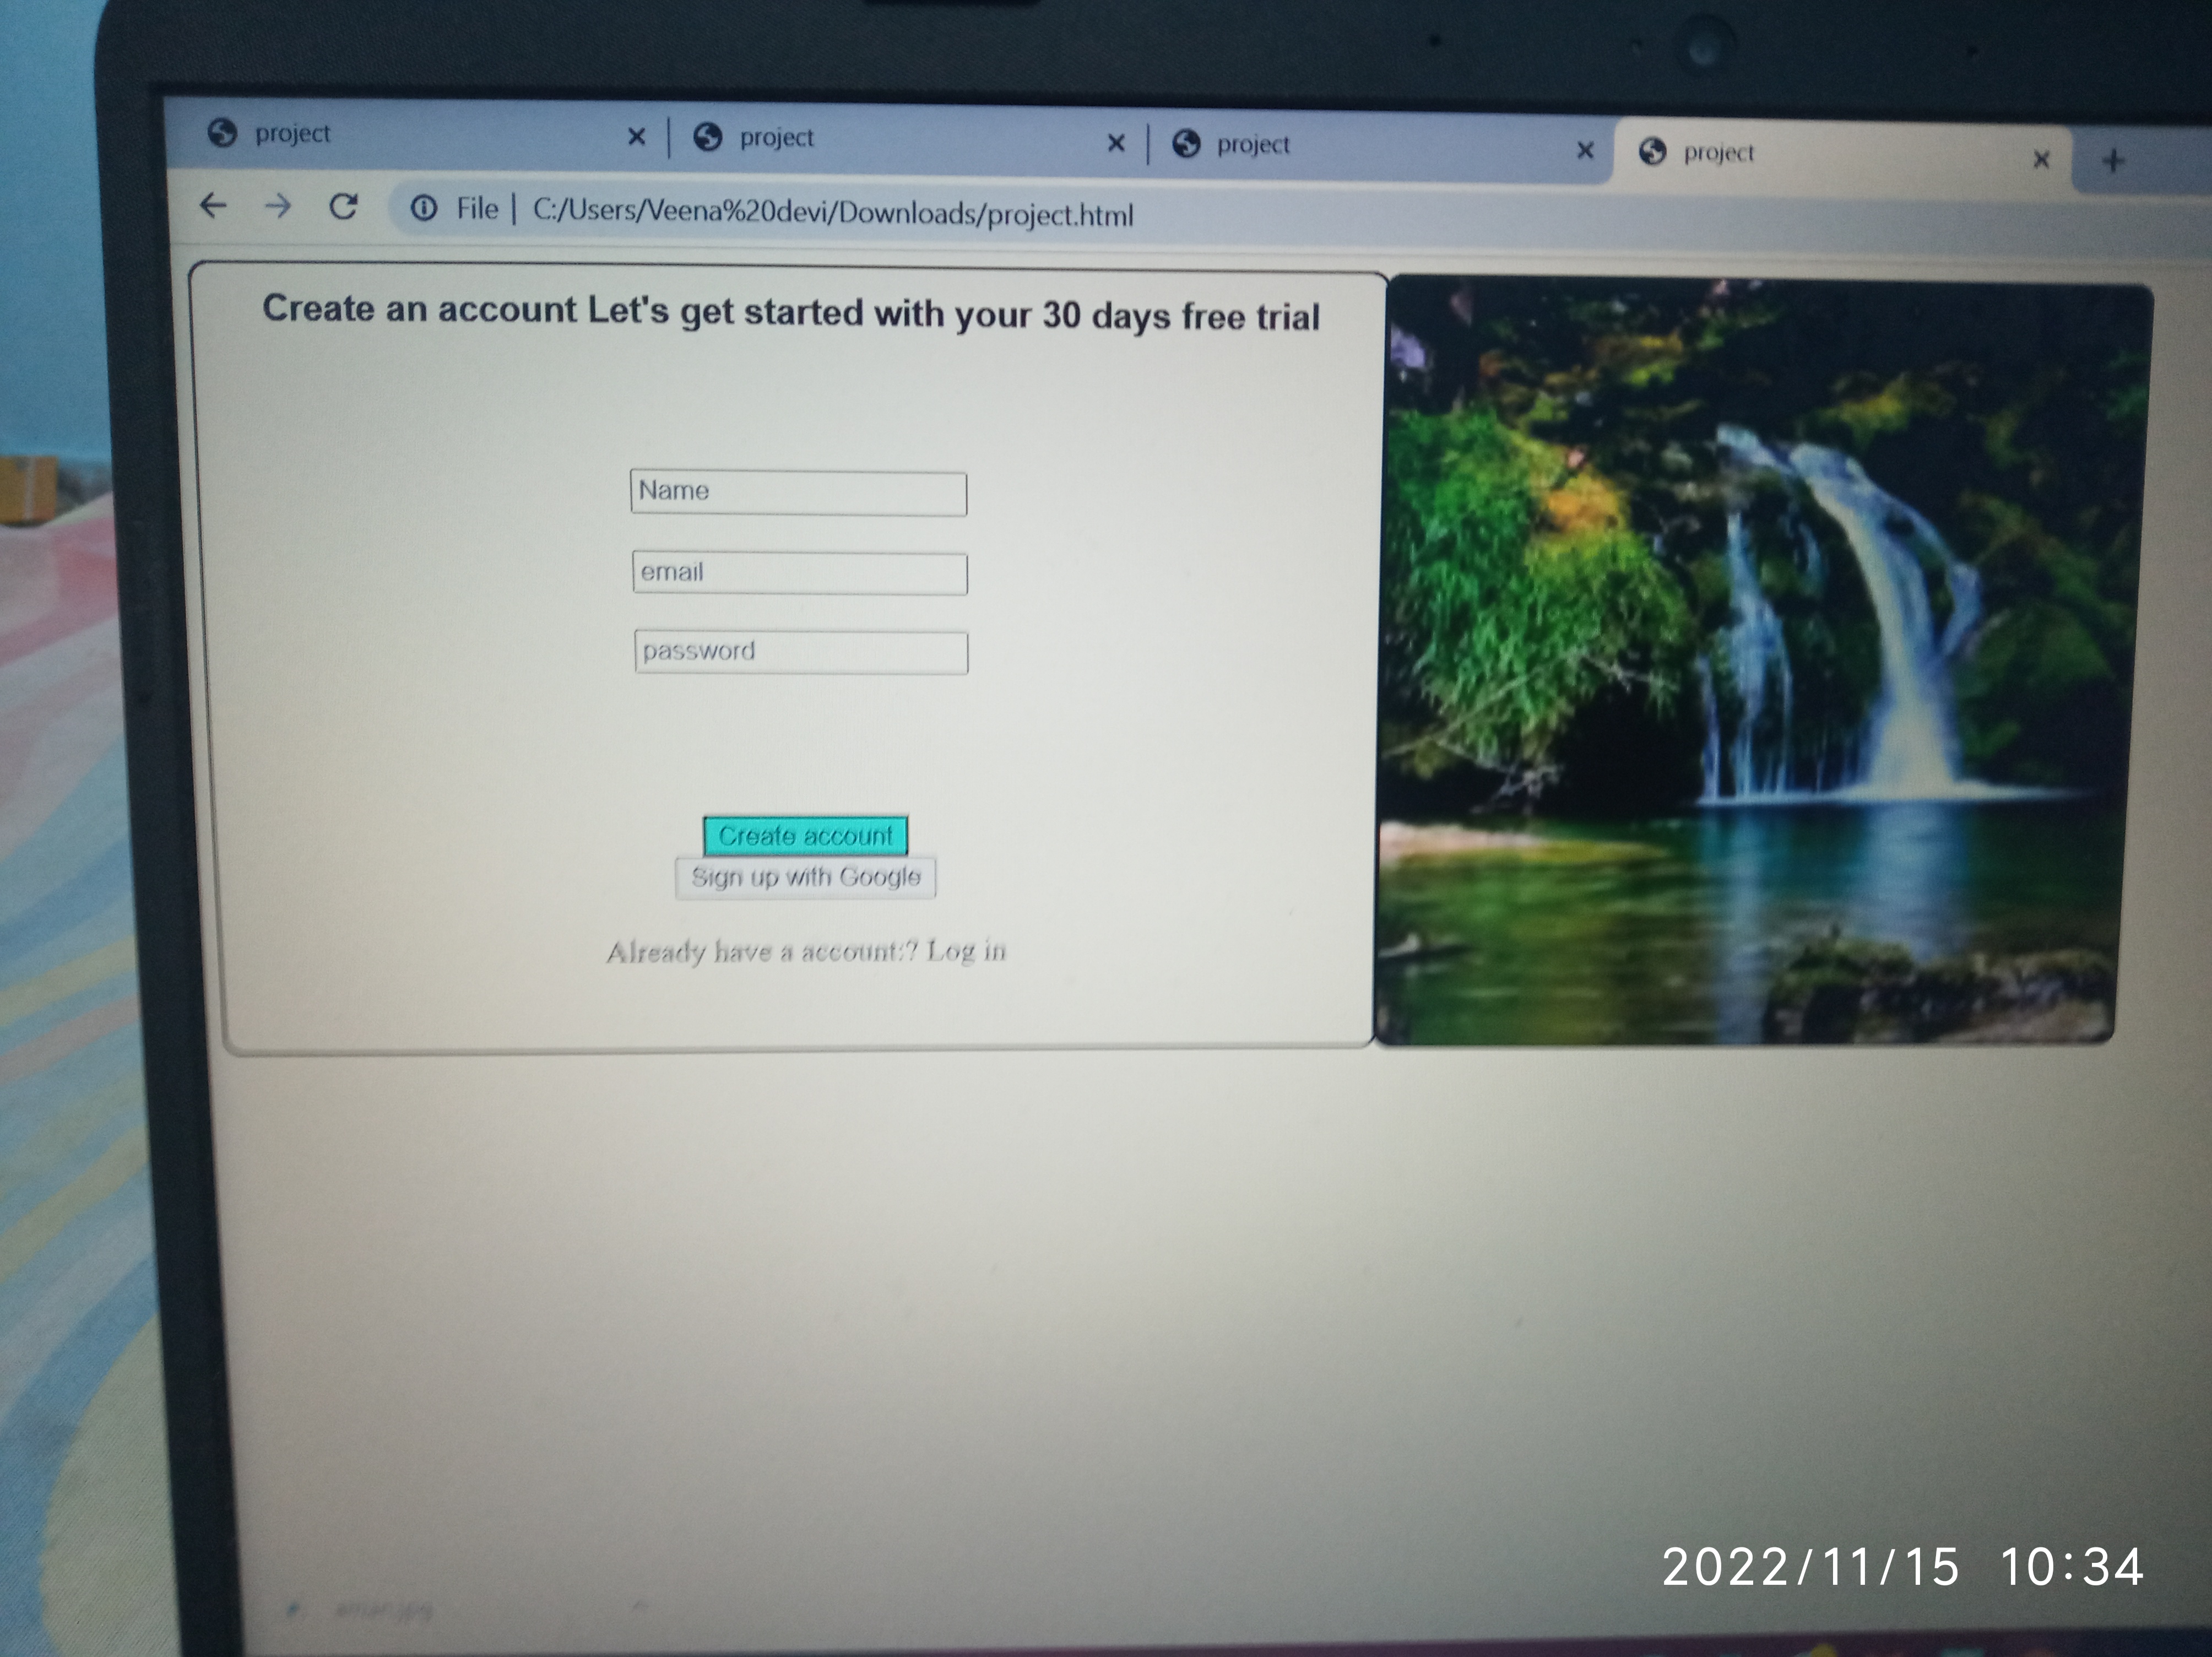 project project project project
File | C:/Users/Veena%20devi/Downloads/project.html
Create an account Let's get started with your 30 days free trial
Name
email
password
Create account
Sign up with Google
Already have a account:? Log in
2022/11/15 10:34